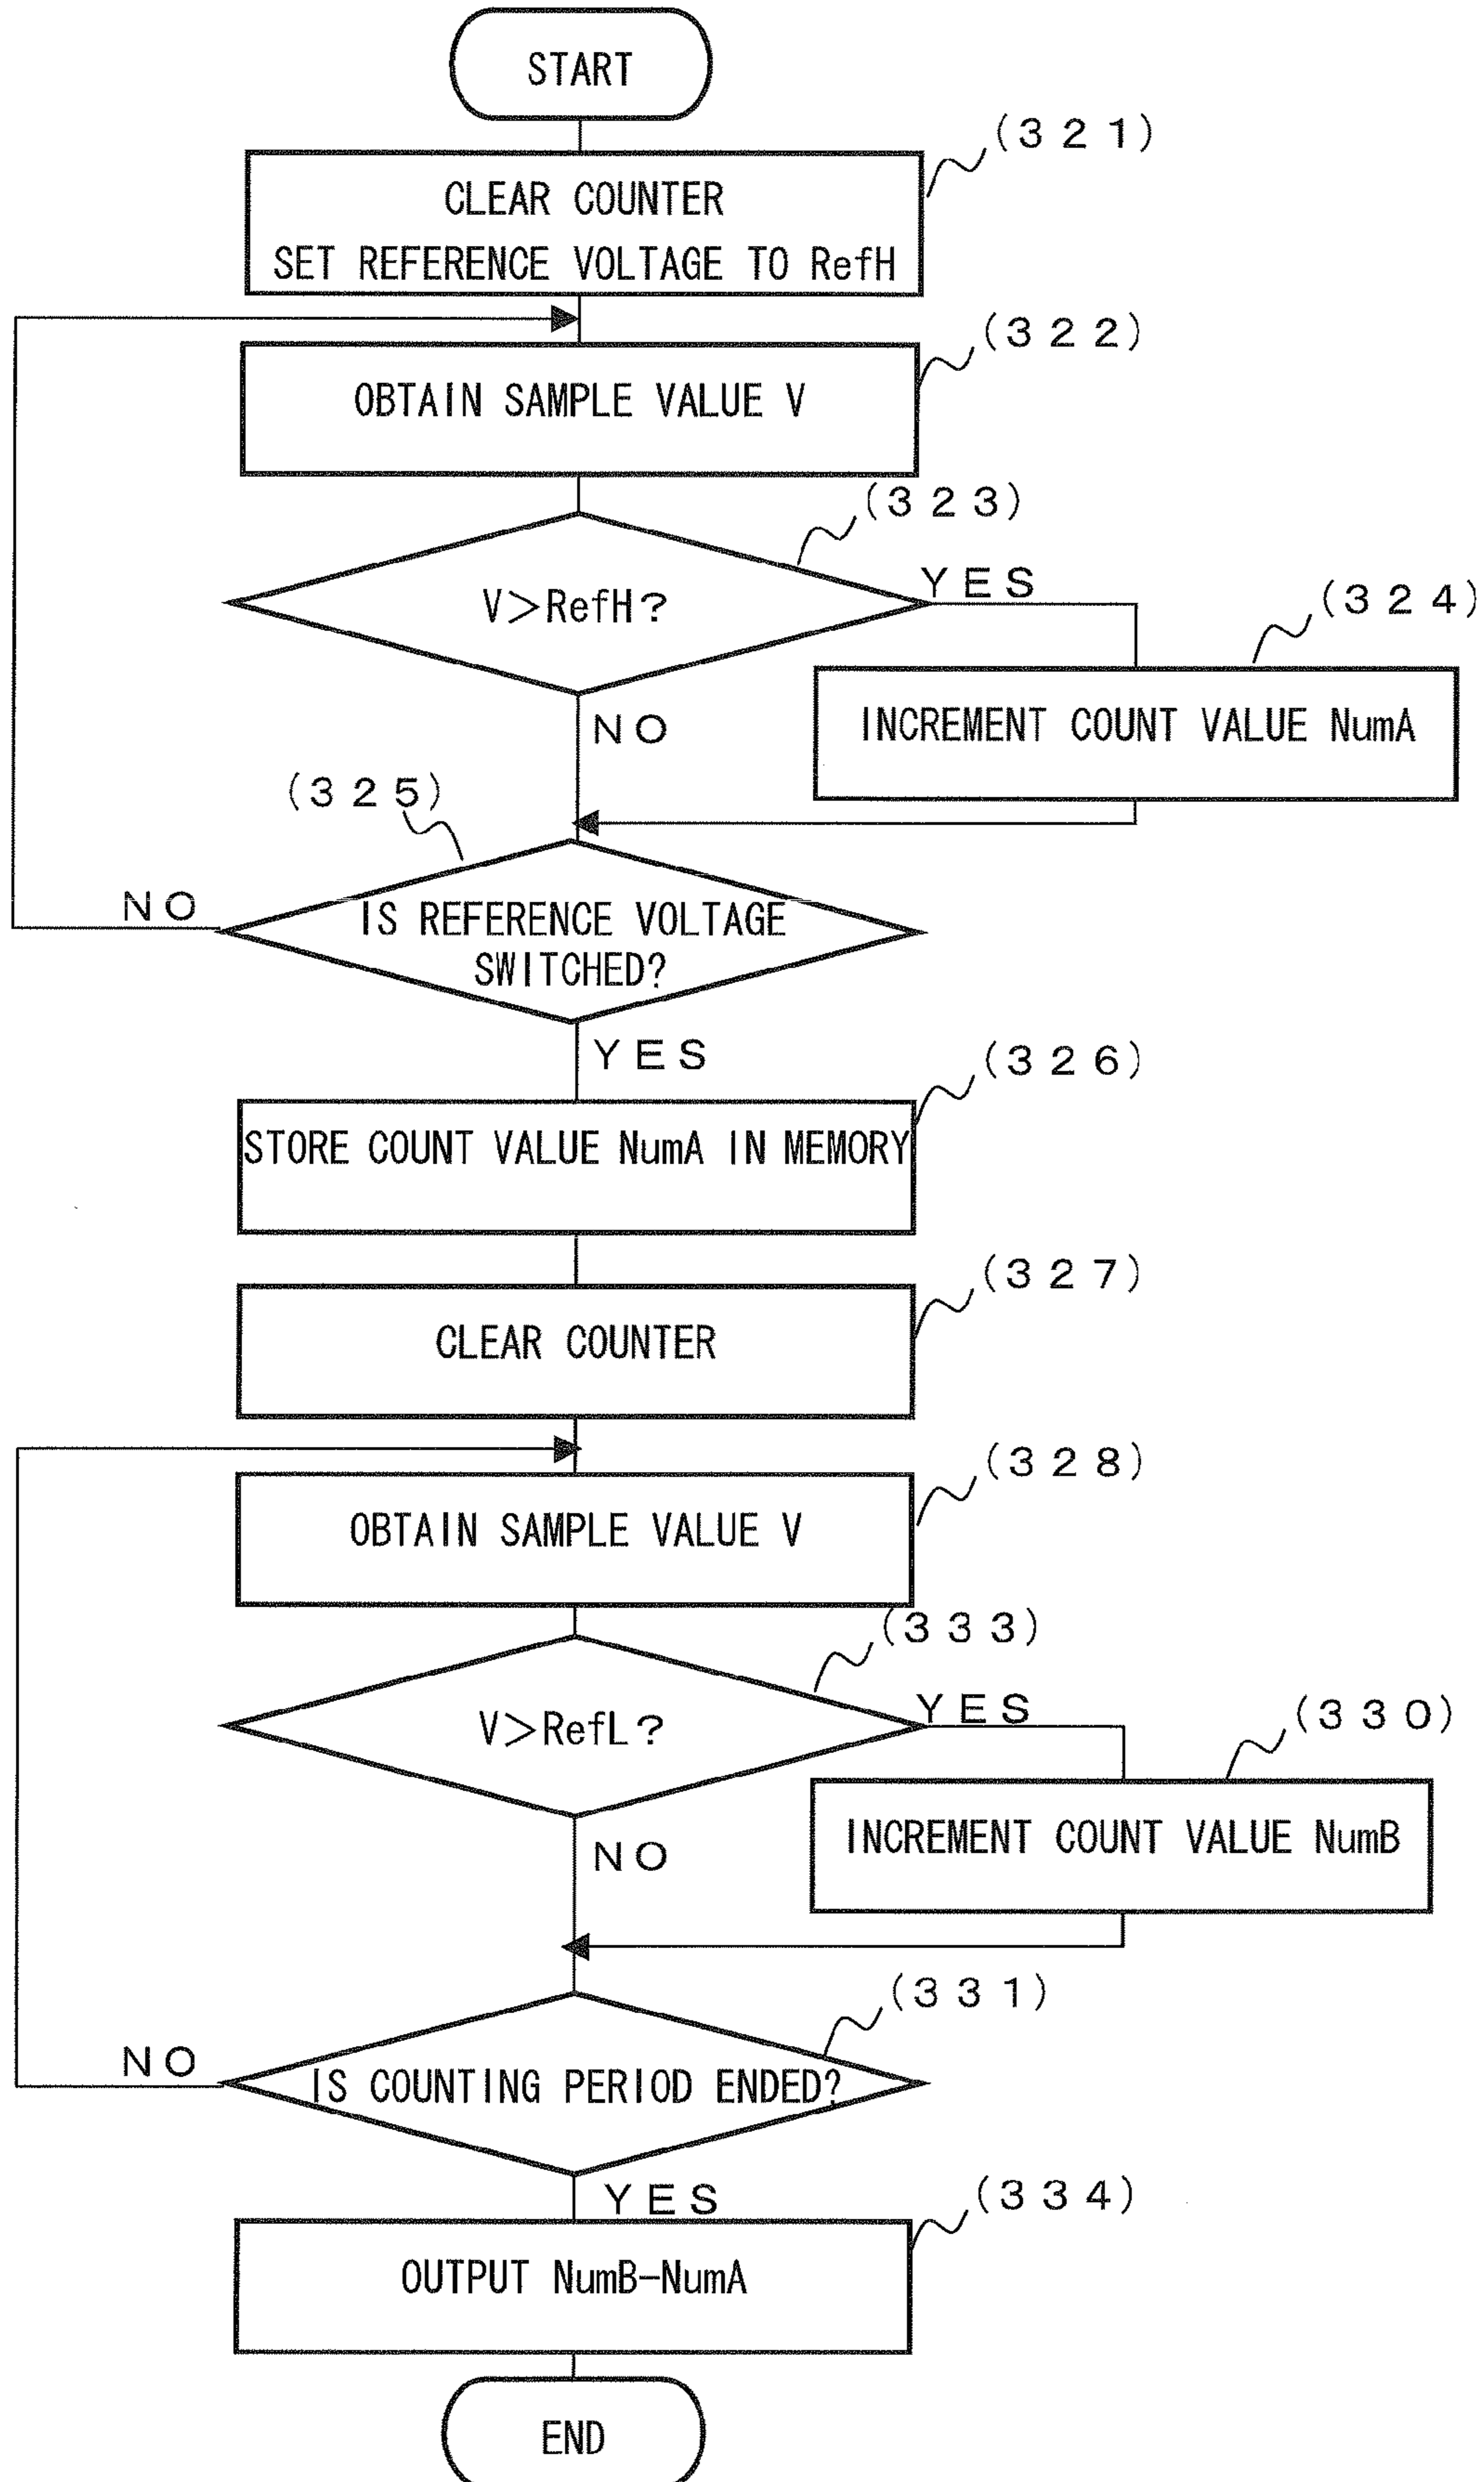 START
(321)
CLEAR COUNTER
SET REFERENCE VOLTAGE TO RefH
(322)
OBTAIN SAMPLE VALUE V
(323)
V>RefH?
YES
(324)
INCREMENT COUNT VALUE NumA
NO
(325)
IS REFERENCE VOLTAGE
SWITCHED?
NO
YES
(326)
STORE COUNT VALUE NumA IN MEMORY
(327)
CLEAR COUNTER
(328)
OBTAIN SAMPLE VALUE V
(333)
V>RefL?
YES
(330)
INCREMENT COUNT VALUE NumB
NO
(331)
IS COUNTING PERIOD ENDED?
NO
YES
(334)
OUTPUT NumB-NumA
END